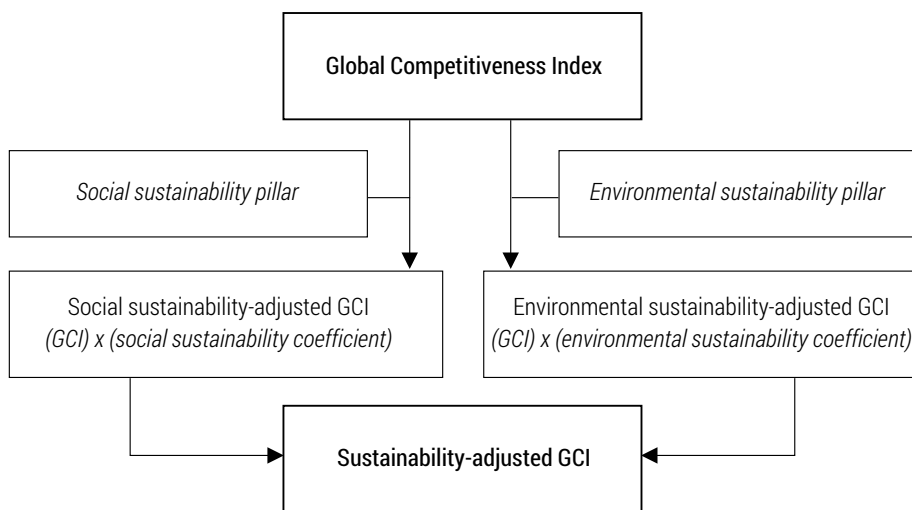 Global Competitiveness Index
Social sustainability pillar
Environmental sustainability pillar
Social sustainability-adjusted GCI
(GCI) x (social sustainability coefficient)
Environmental sustainability-adjusted GCI
(GCI) x (environmental sustainability coefficient)
Sustainability-adjusted GCI